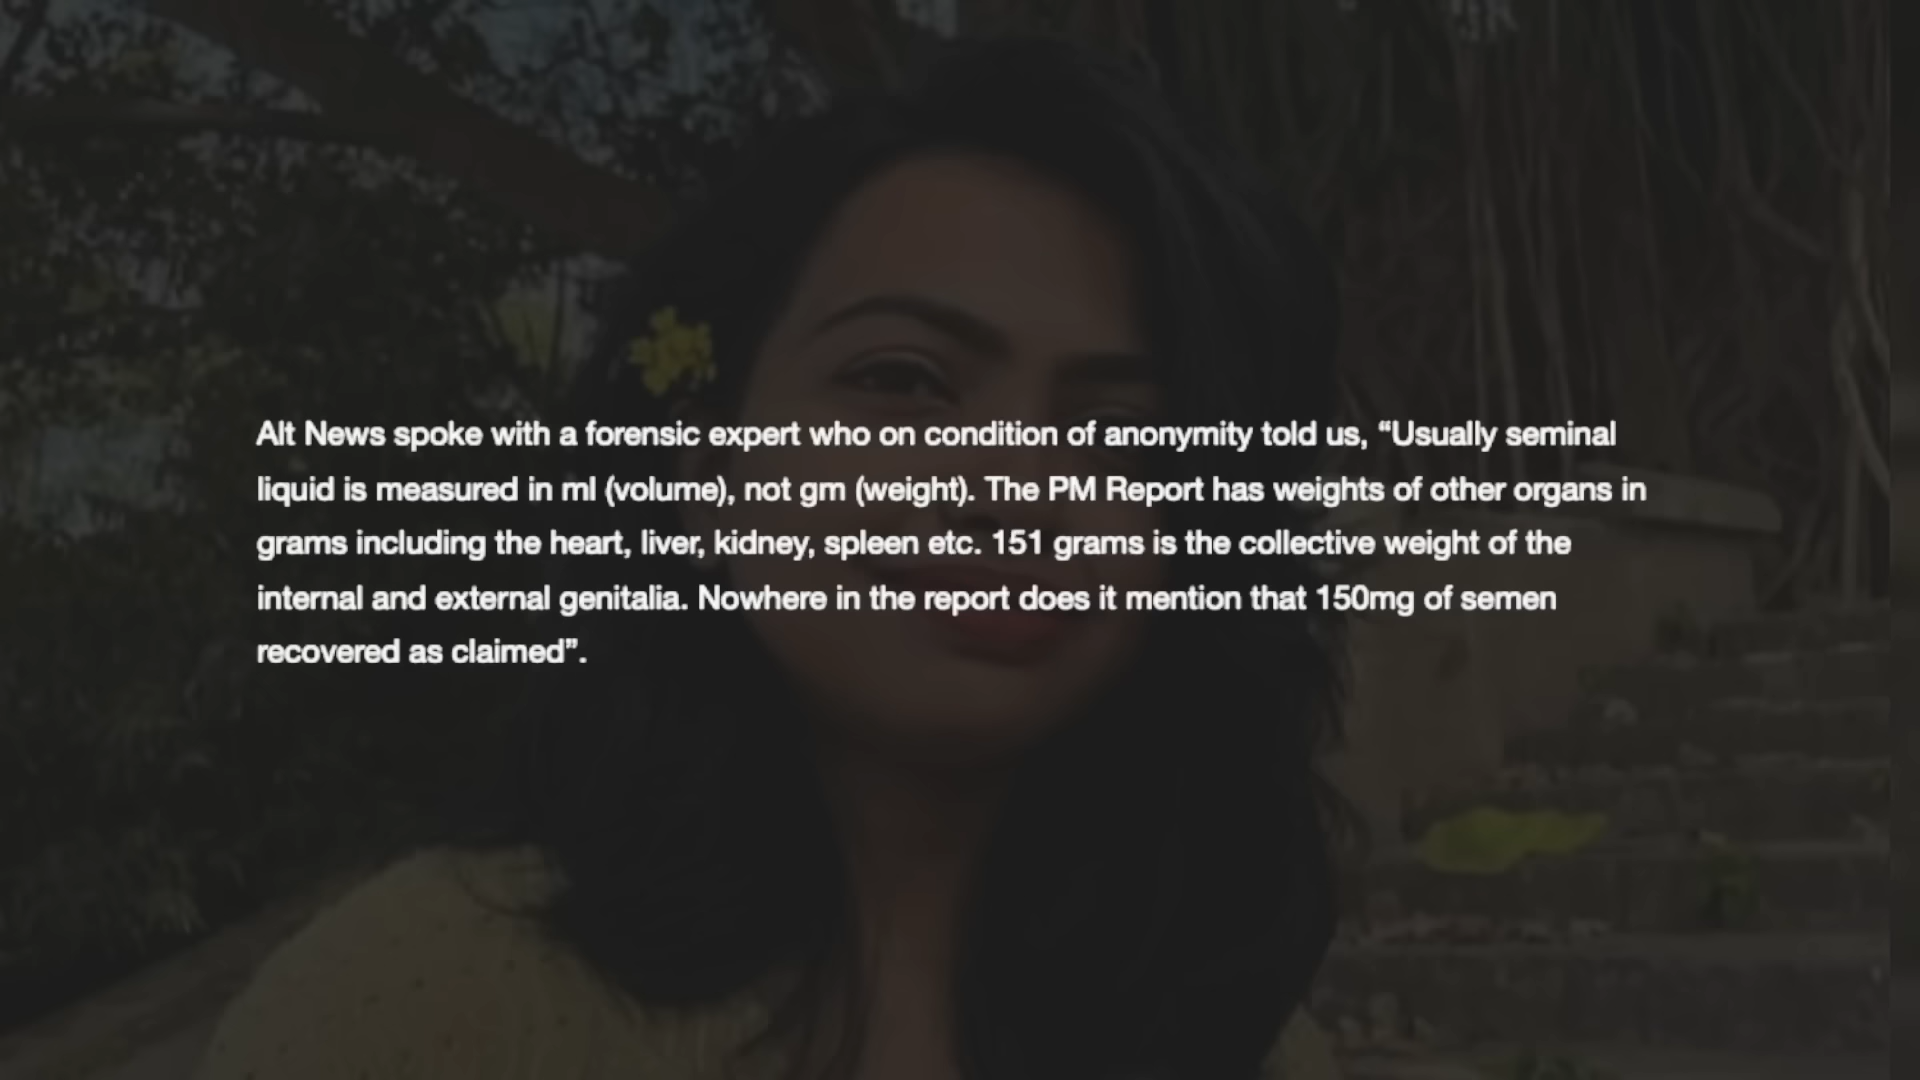 Alt News spoke with a forensic expert who on condition of anonymity told us, “Usually seminal
liquid is measured in ml (volume), not gm (weight). The PM Report has weights of other organs in
grams including the heart, liver, kidney, spleen etc. 151 grams is the collective weight of the
internal and external genitalia. Nowhere in the report does it mention that 150mg of semen
recovered as claimed”.